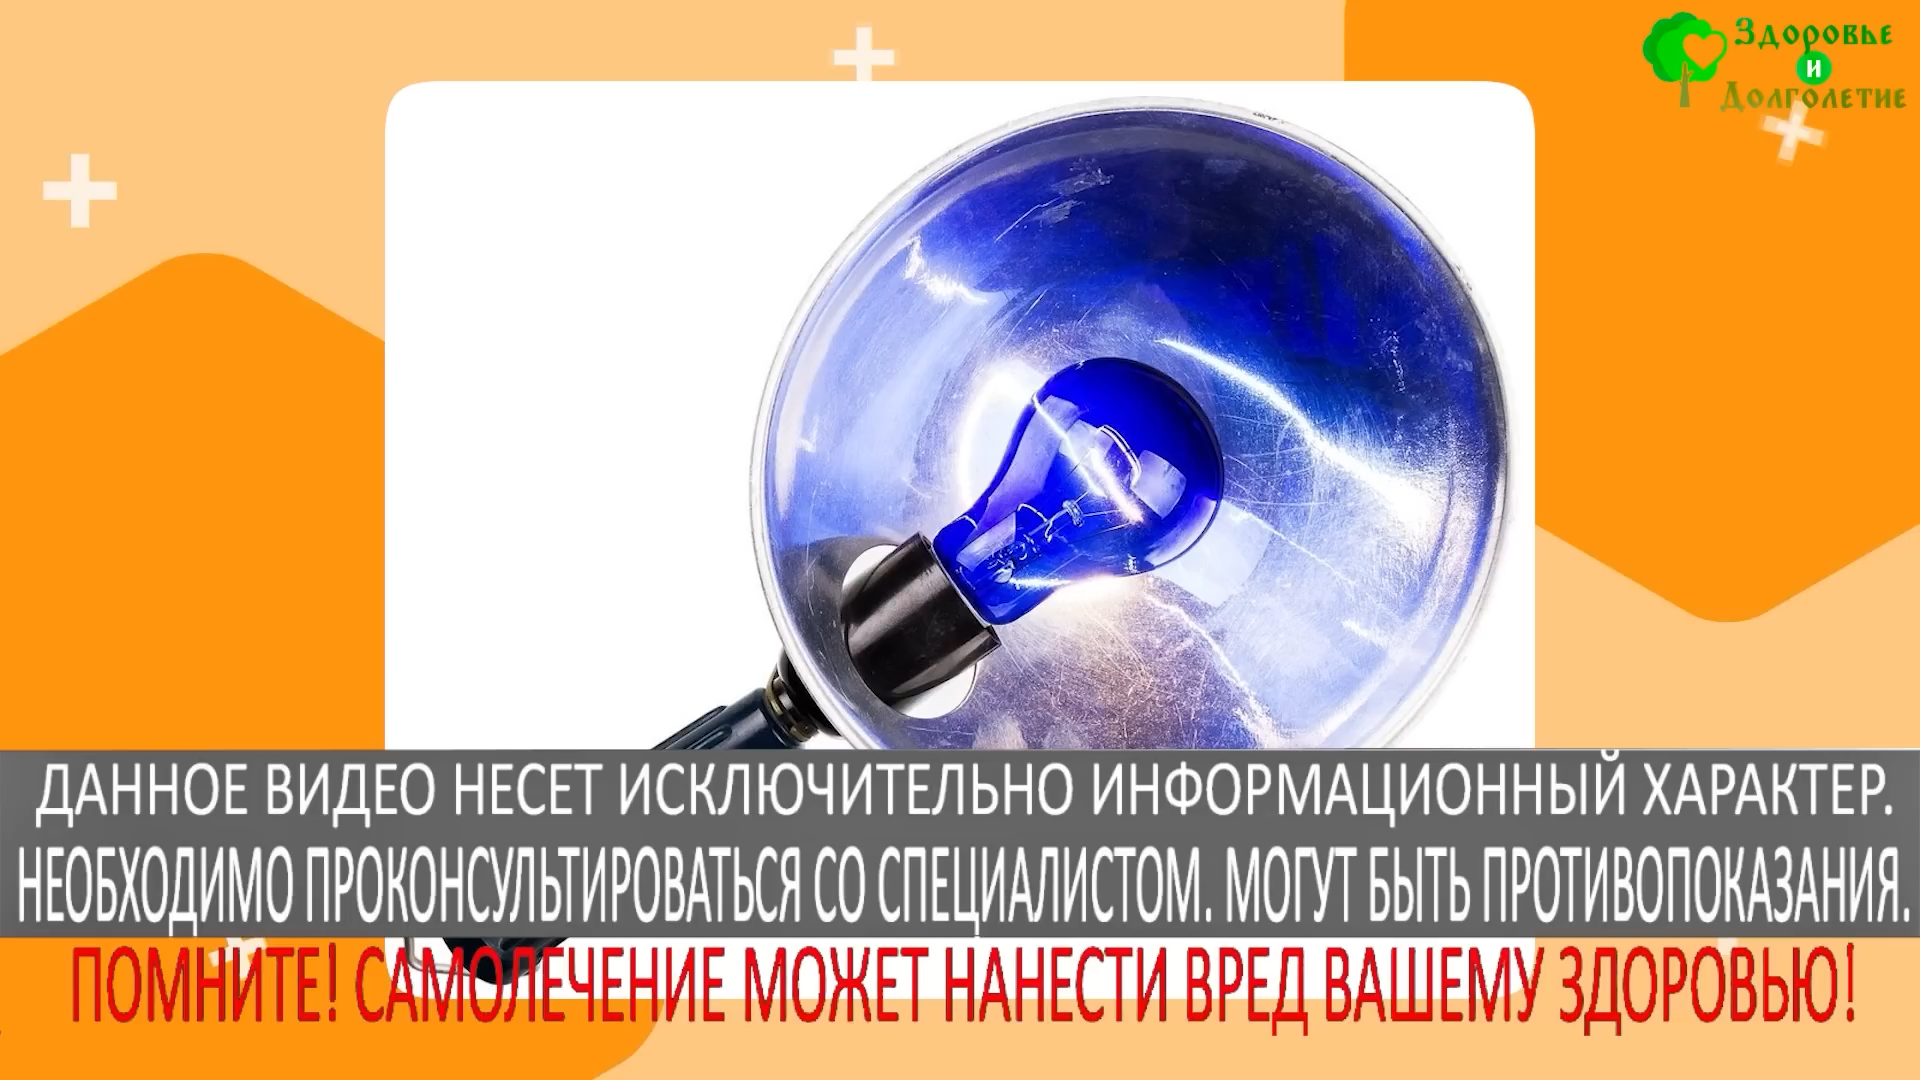 Здоровье
и
Долголетие
ДАННОЕ ВИДЕО НЕСЕТ ИСКЛЮЧИТЕЛЬНО ИНФОРМАЦИОННЫЙ ХАРАКТЕР.
НЕОБХОДИМО ПРОКОНСУЛЬТИРОВАТЬСЯ СО СПЕЦИАЛИСТОМ. МОГУТ БЫТЬ ПРОТИВОПОКАЗАНИЯ.
ПОМНИТЕ! САМОЛЕЧЕНИЕ МОЖЕТ НАНЕСТИ ВРЕД ВАШЕМУ ЗДОРОВЬЮ!